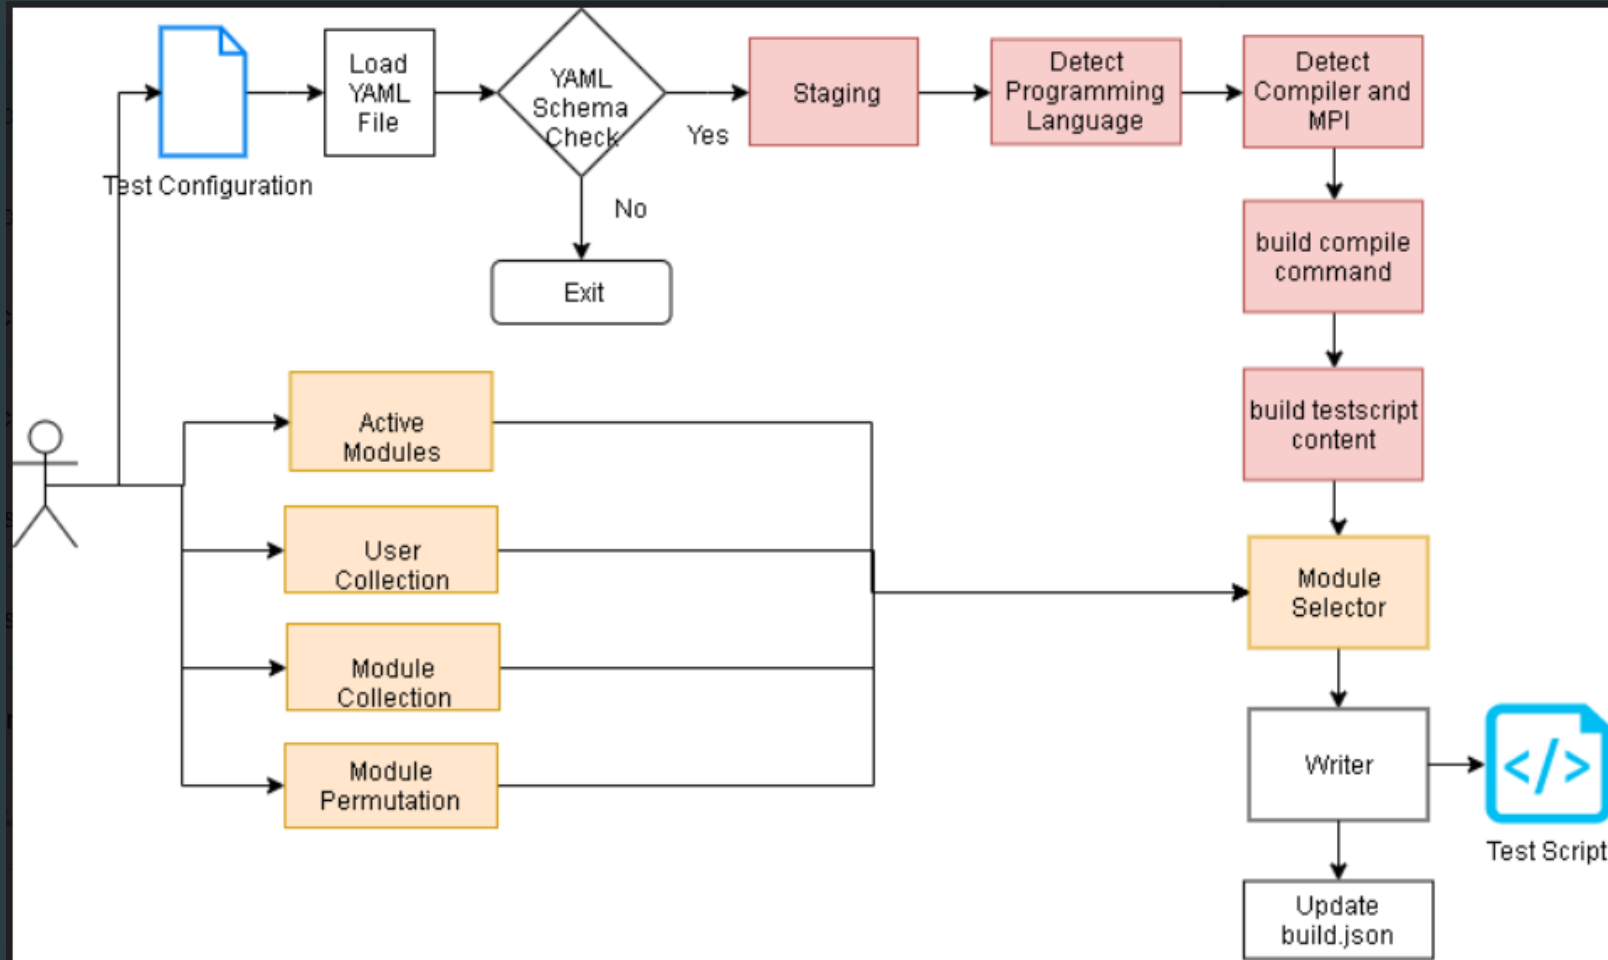 Load
YAML
File
YAML
Schema
Check
Yes
Staging
Detect
Programming
Language
Detect
Compiler and
MPI
Test Configuration
No
Exit
build compile
command
build testscript
content
Active
Modules
User
Collection
Module
Collection
Module
Permutation
Module
Selector
Writer
</>
Test Script
Update
build.json